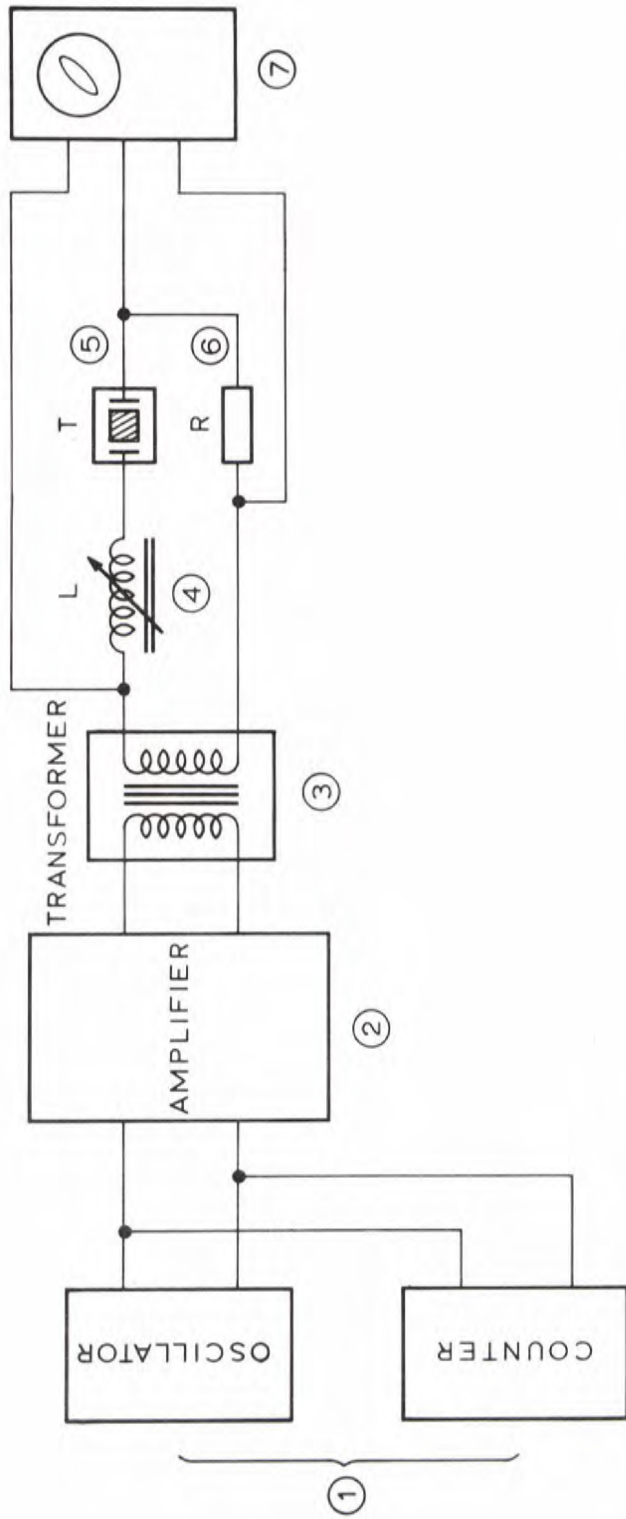 OSCILLATOR
COUNTER
1
AMPLIFIER
2
TRANSFORMER
3
L
4
T
5
R
6
7